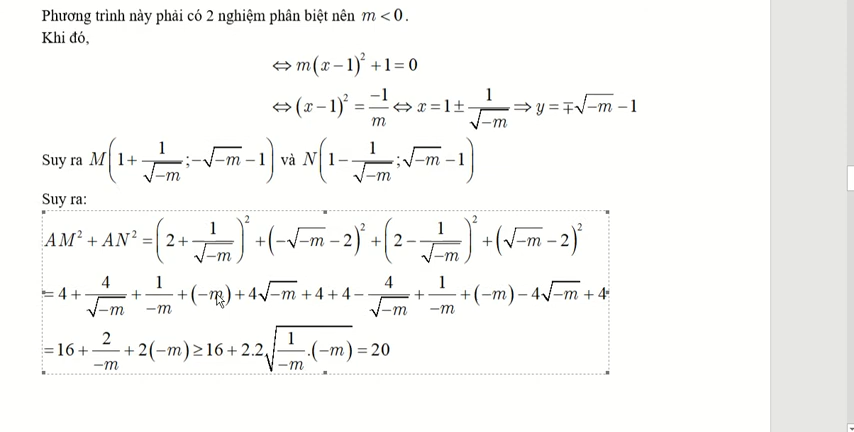 Phương trình này phải có 2 nghiệm phân biệt nên m < 0.
Khi đó,
⇔ m(x−1)² + 1 = 0
⇔ (x−1)² = −1/m ⇔ x = 1 ± 1/√−m ⇒ y = ∓√−m − 1
Suy ra M(1 + 1/√−m ; −√−m − 1) và N(1 − 1/√−m ; √−m − 1)
Suy ra:
AM² + AN² = (2 + 1/√−m)² + (−√−m − 2)² + (2 − 1/√−m)² + (√−m − 2)²
= 4 + 4/√−m + 1/−m + (−m) + 4√−m + 4 + 4 − 4/√−m + 1/−m + (−m) − 4√−m + 4
= 16 + 2/−m + 2(−m) ≥ 16 + 2.2√(1/−m .(−m)) = 20